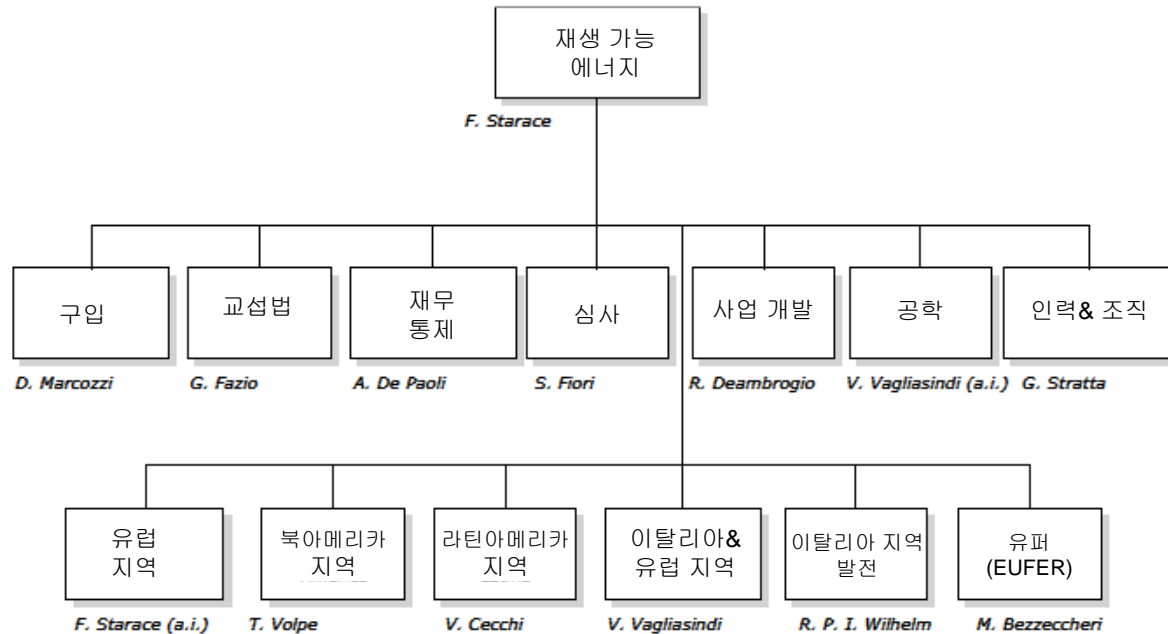 재생 가능
에너지
F. Starace
구입
교섭법
재무
통제
심사
사업 개발
공학
인력& 조직
D. Marcozzi
G. Fazio
A. De Paoli
S. Fiori
R. Deambrogio
V. Vagliasindi (a.i.)
G. Stratta
유럽
지역
북아메리카
지역
라틴아메리카
지역
이탈리아&
유럽 지역
이탈리아 지역
발전
유퍼
(EUFER)
F. Starace (a.i.)
T. Volpe
V. Cecchi
V. Vagliasindi
R. P. I. Wilhelm
M. Bezzeccheri